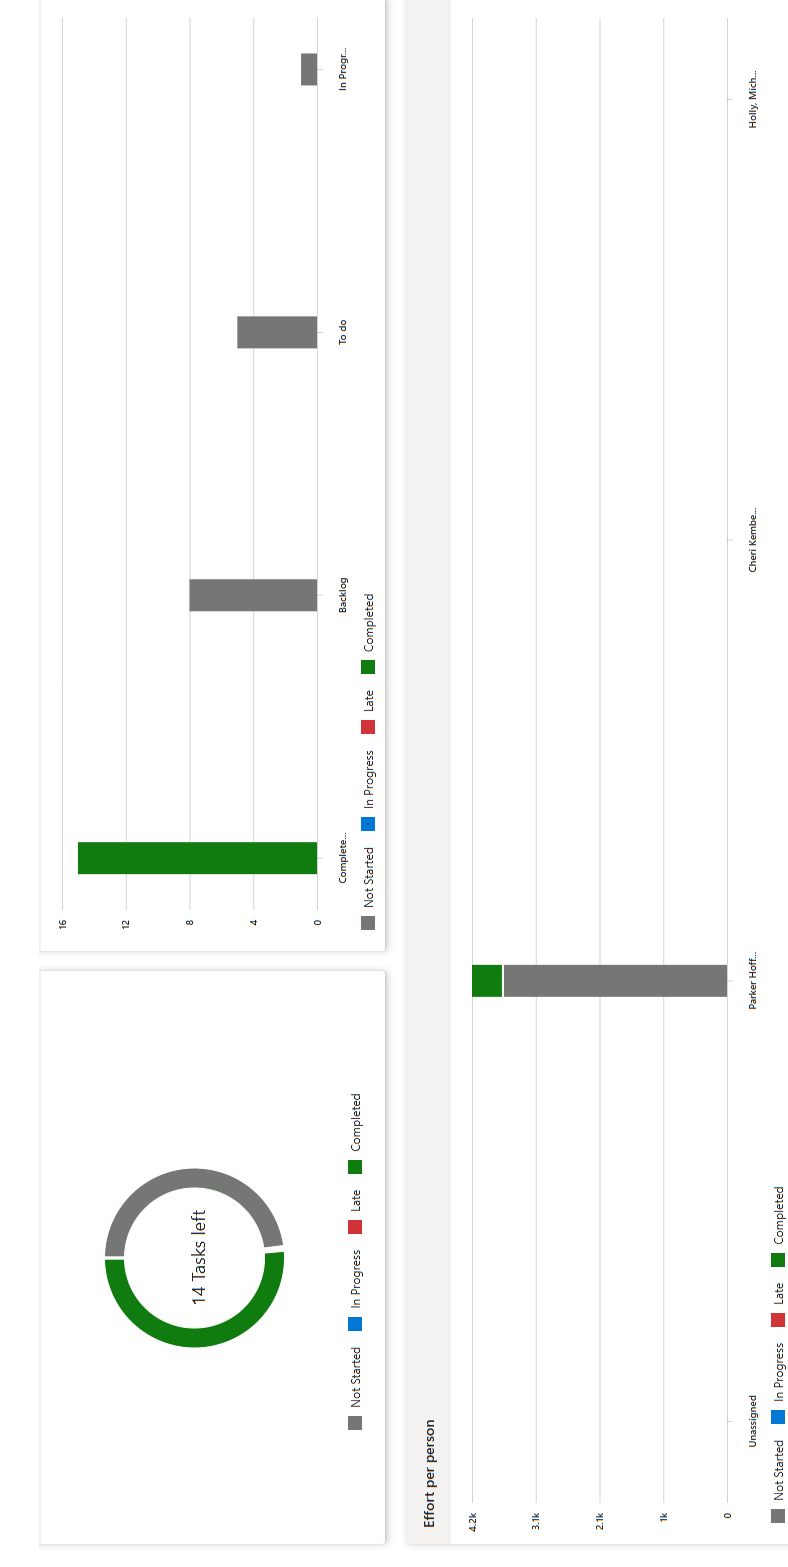 14 Tasks left
Not Started In Progress Late Completed
16
12
8
4
0
Complete... Backlog To do In Progr...
Not Started In Progress Late Completed
Effort per person
4.2k
3.1k
2.1k
1k
0
Unassigned Parker Hoff... Cheri Kembe... Holly, Mich...
Not Started In Progress Late Completed